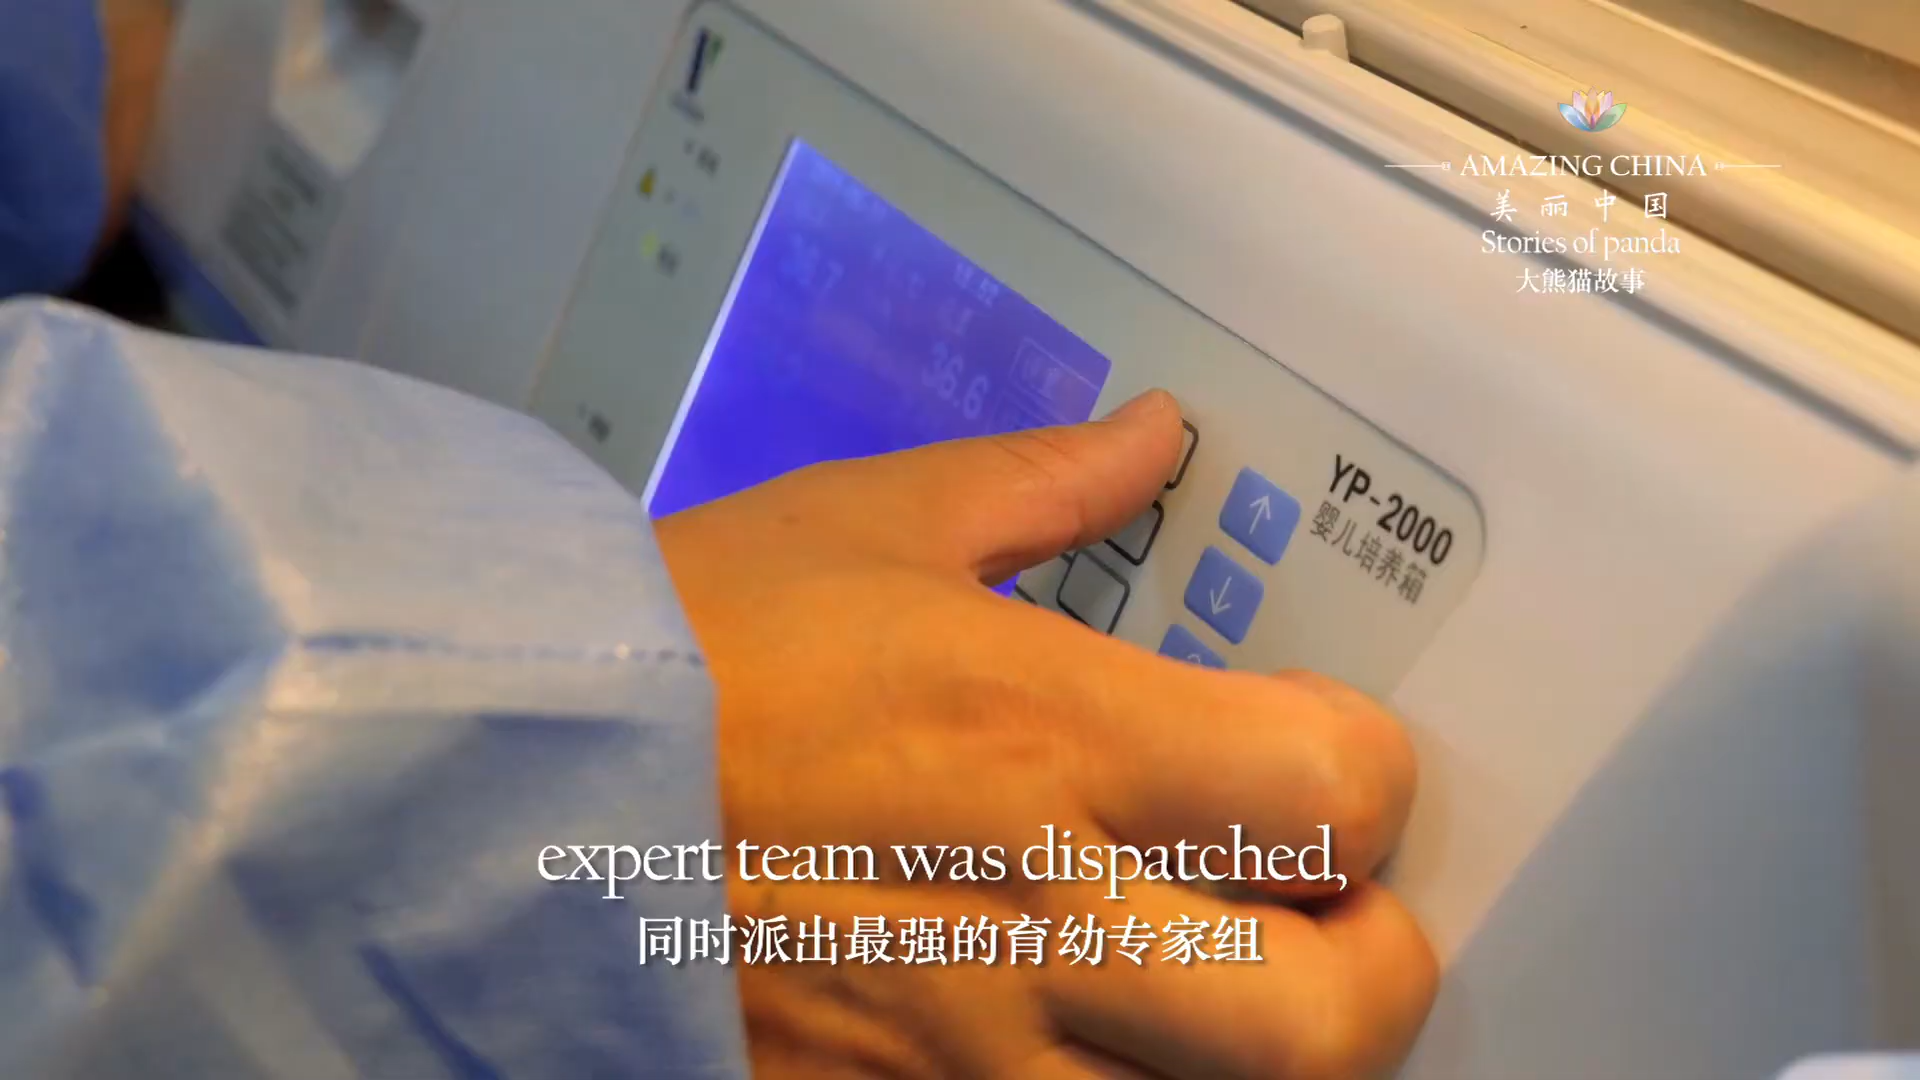 AMAZING CHINA
美丽中国
Stories of panda
大熊猫故事
36.7
36.6
YP-2000
婴儿培养箱
expert team was dispatched,
同时派出最强的育幼专家组